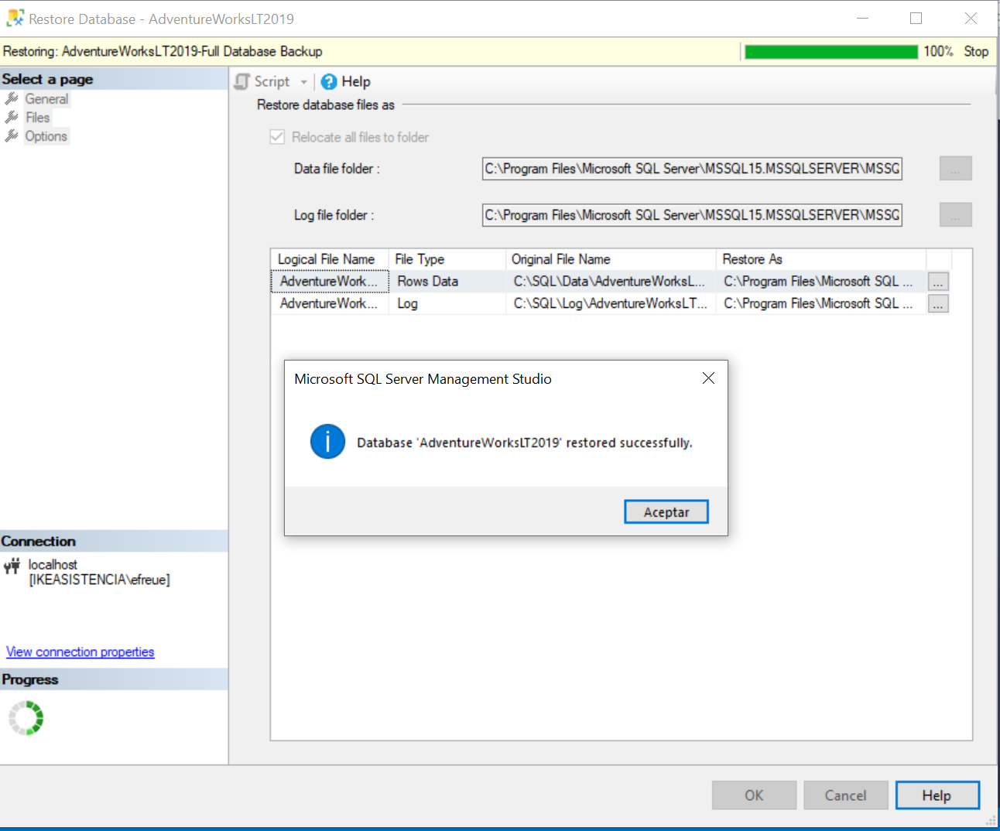 Restore Database - AdventureWorksLT2019
Restoring: AdventureWorksLT2019-Full Database Backup
100% Stop
Select a page
General
Files
Options
Script
Help
Restore database files as
Relocate all files to folder
Data file folder :
C:\Program Files\Microsoft SQL Server\MSSQL15.MSSQLSERVER\MSSQ
...
Log file folder :
C:\Program Files\Microsoft SQL Server\MSSQL15.MSSQLSERVER\MSSQ
...
Logical File Name File Type Original File Name Restore As
AdventureWork... Rows Data C:\SQL\Data\AdventureWorksL... C:\Program Files\Microsoft SQL ... ...
AdventureWork... Log C:\SQL\Log\AdventureWorksLT... C:\Program Files\Microsoft SQL ... ...
Microsoft SQL Server Management Studio
Database 'AdventureWorksLT2019' restored successfully.
Aceptar
Connection
localhost
[IKEASISTENCIA\efreue]
View connection properties
Progress
OK Cancel Help